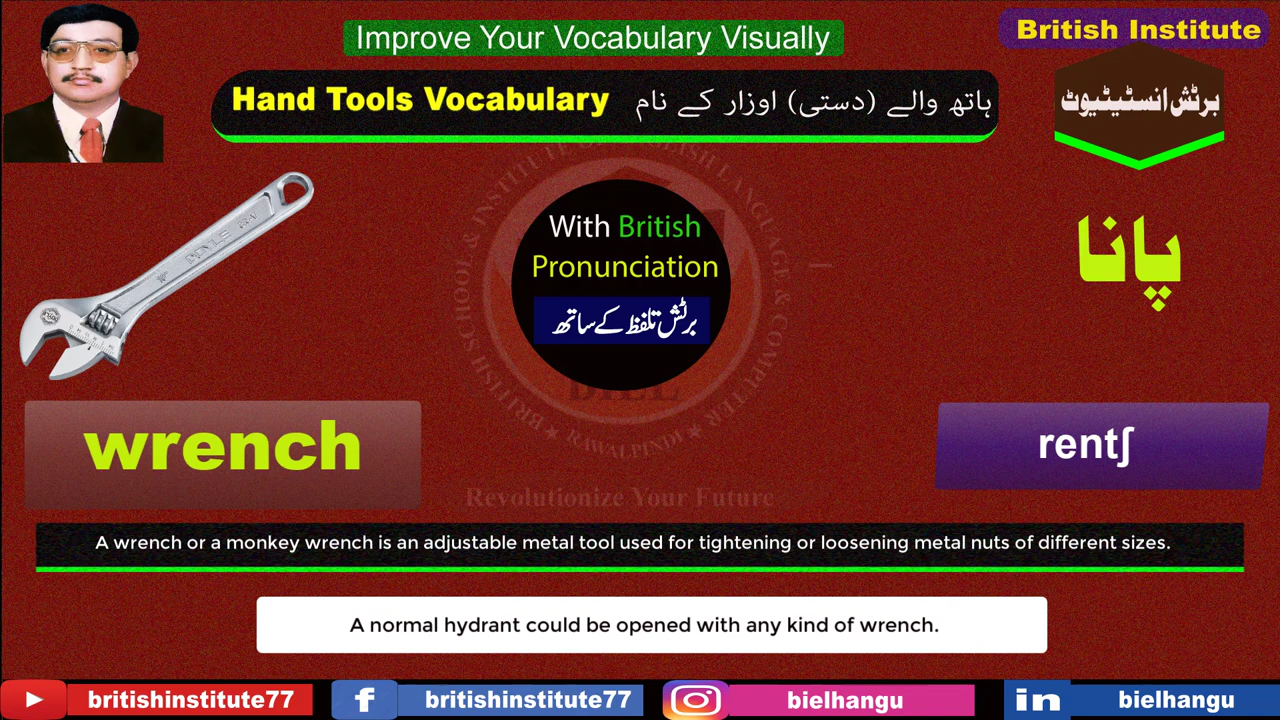 Improve Your Vocabulary Visually
British Institute
Hand Tools Vocabulary ہاتھ والے (دستی) اوزار کے نام
برٹش انسٹیٹیوٹ
With British
Pronunciation
برٹش تلفظ کے ساتھ
پانا
BIEL
RAWALPINDI
wrench
rentʃ
Revolutionize Your Future
A wrench or a monkey wrench is an adjustable metal tool used for tightening or loosening metal nuts of different sizes.
A normal hydrant could be opened with any kind of wrench.
britishinstitute77
f britishinstitute77
bielhangu
in bielhangu